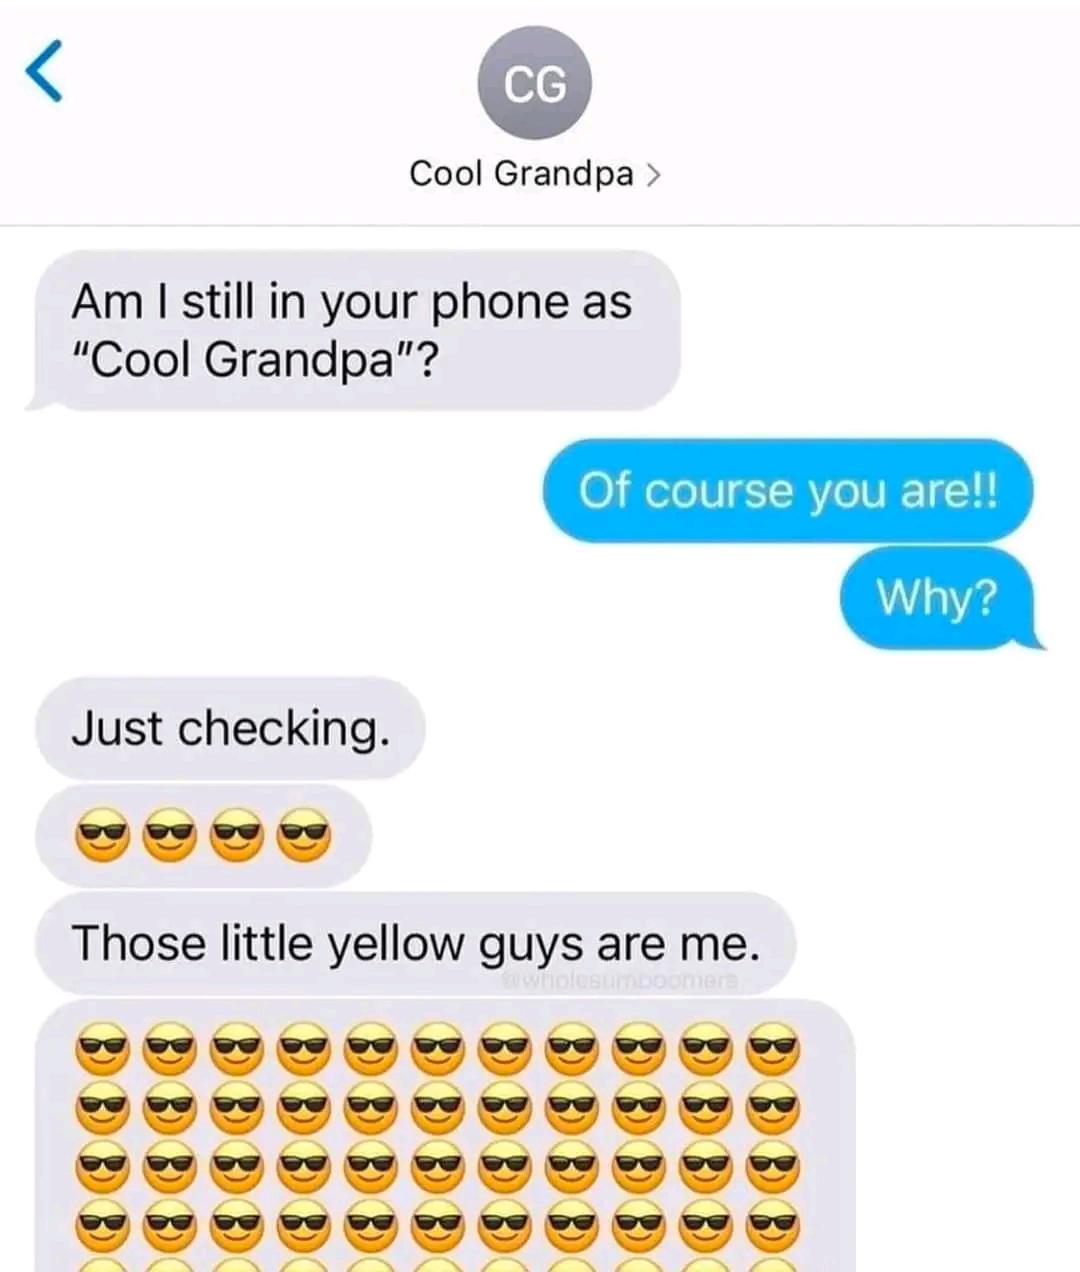 CG
Cool Grandpa >
Am I still in your phone as
"Cool Grandpa"?
Of course you are!!
Why?
Just checking.
😎😎😎😎
Those little yellow guys are me.
@wholesumboomers
😎😎😎😎😎😎😎😎😎😎😎
😎😎😎😎😎😎😎😎😎😎😎
😎😎😎😎😎😎😎😎😎😎😎
😎😎😎😎😎😎😎😎😎😎😎